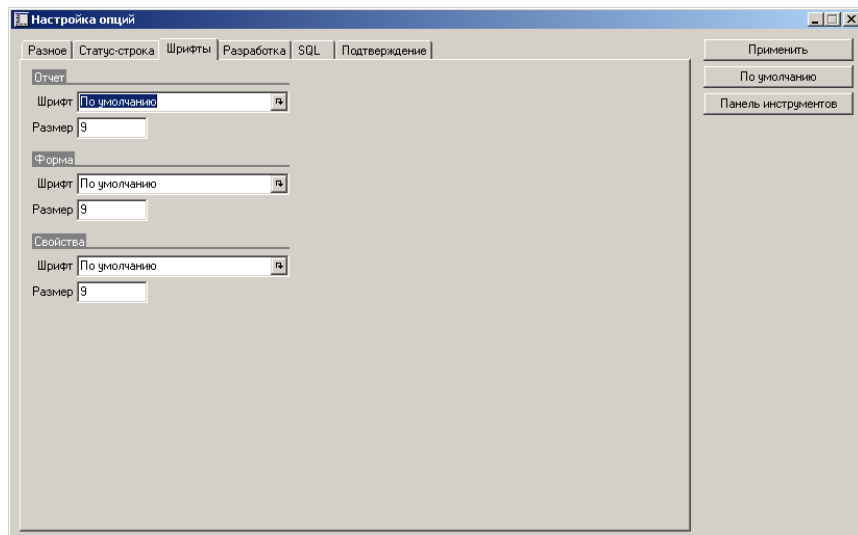 Настройка опций
Разное Статус-строка Шрифты Разработка SQL Подтверждение
Применить
По умолчанию
Панель инструментов
Отчет
Шрифт По умолчанию
Размер 9
Форма
Шрифт По умолчанию
Размер 9
Свойства
Шрифт По умолчанию
Размер 9